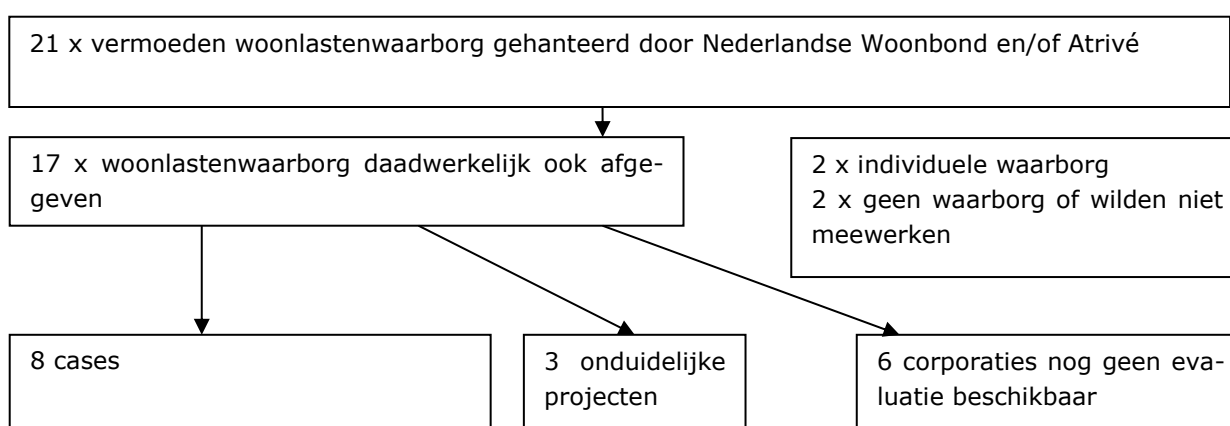 21 x vermoeden woonlastenwaarborg gehanteerd door Nederlandse Woonbond en/of Atrivé
17 x woonlastenwaarborg daadwerkelijk ook afge-
geven
2 x individuele waarborg
2 x geen waarborg of wilden niet
meewerken
8 cases
3 onduidelijke
projecten
6 corporaties nog geen eva-
luatie beschikbaar